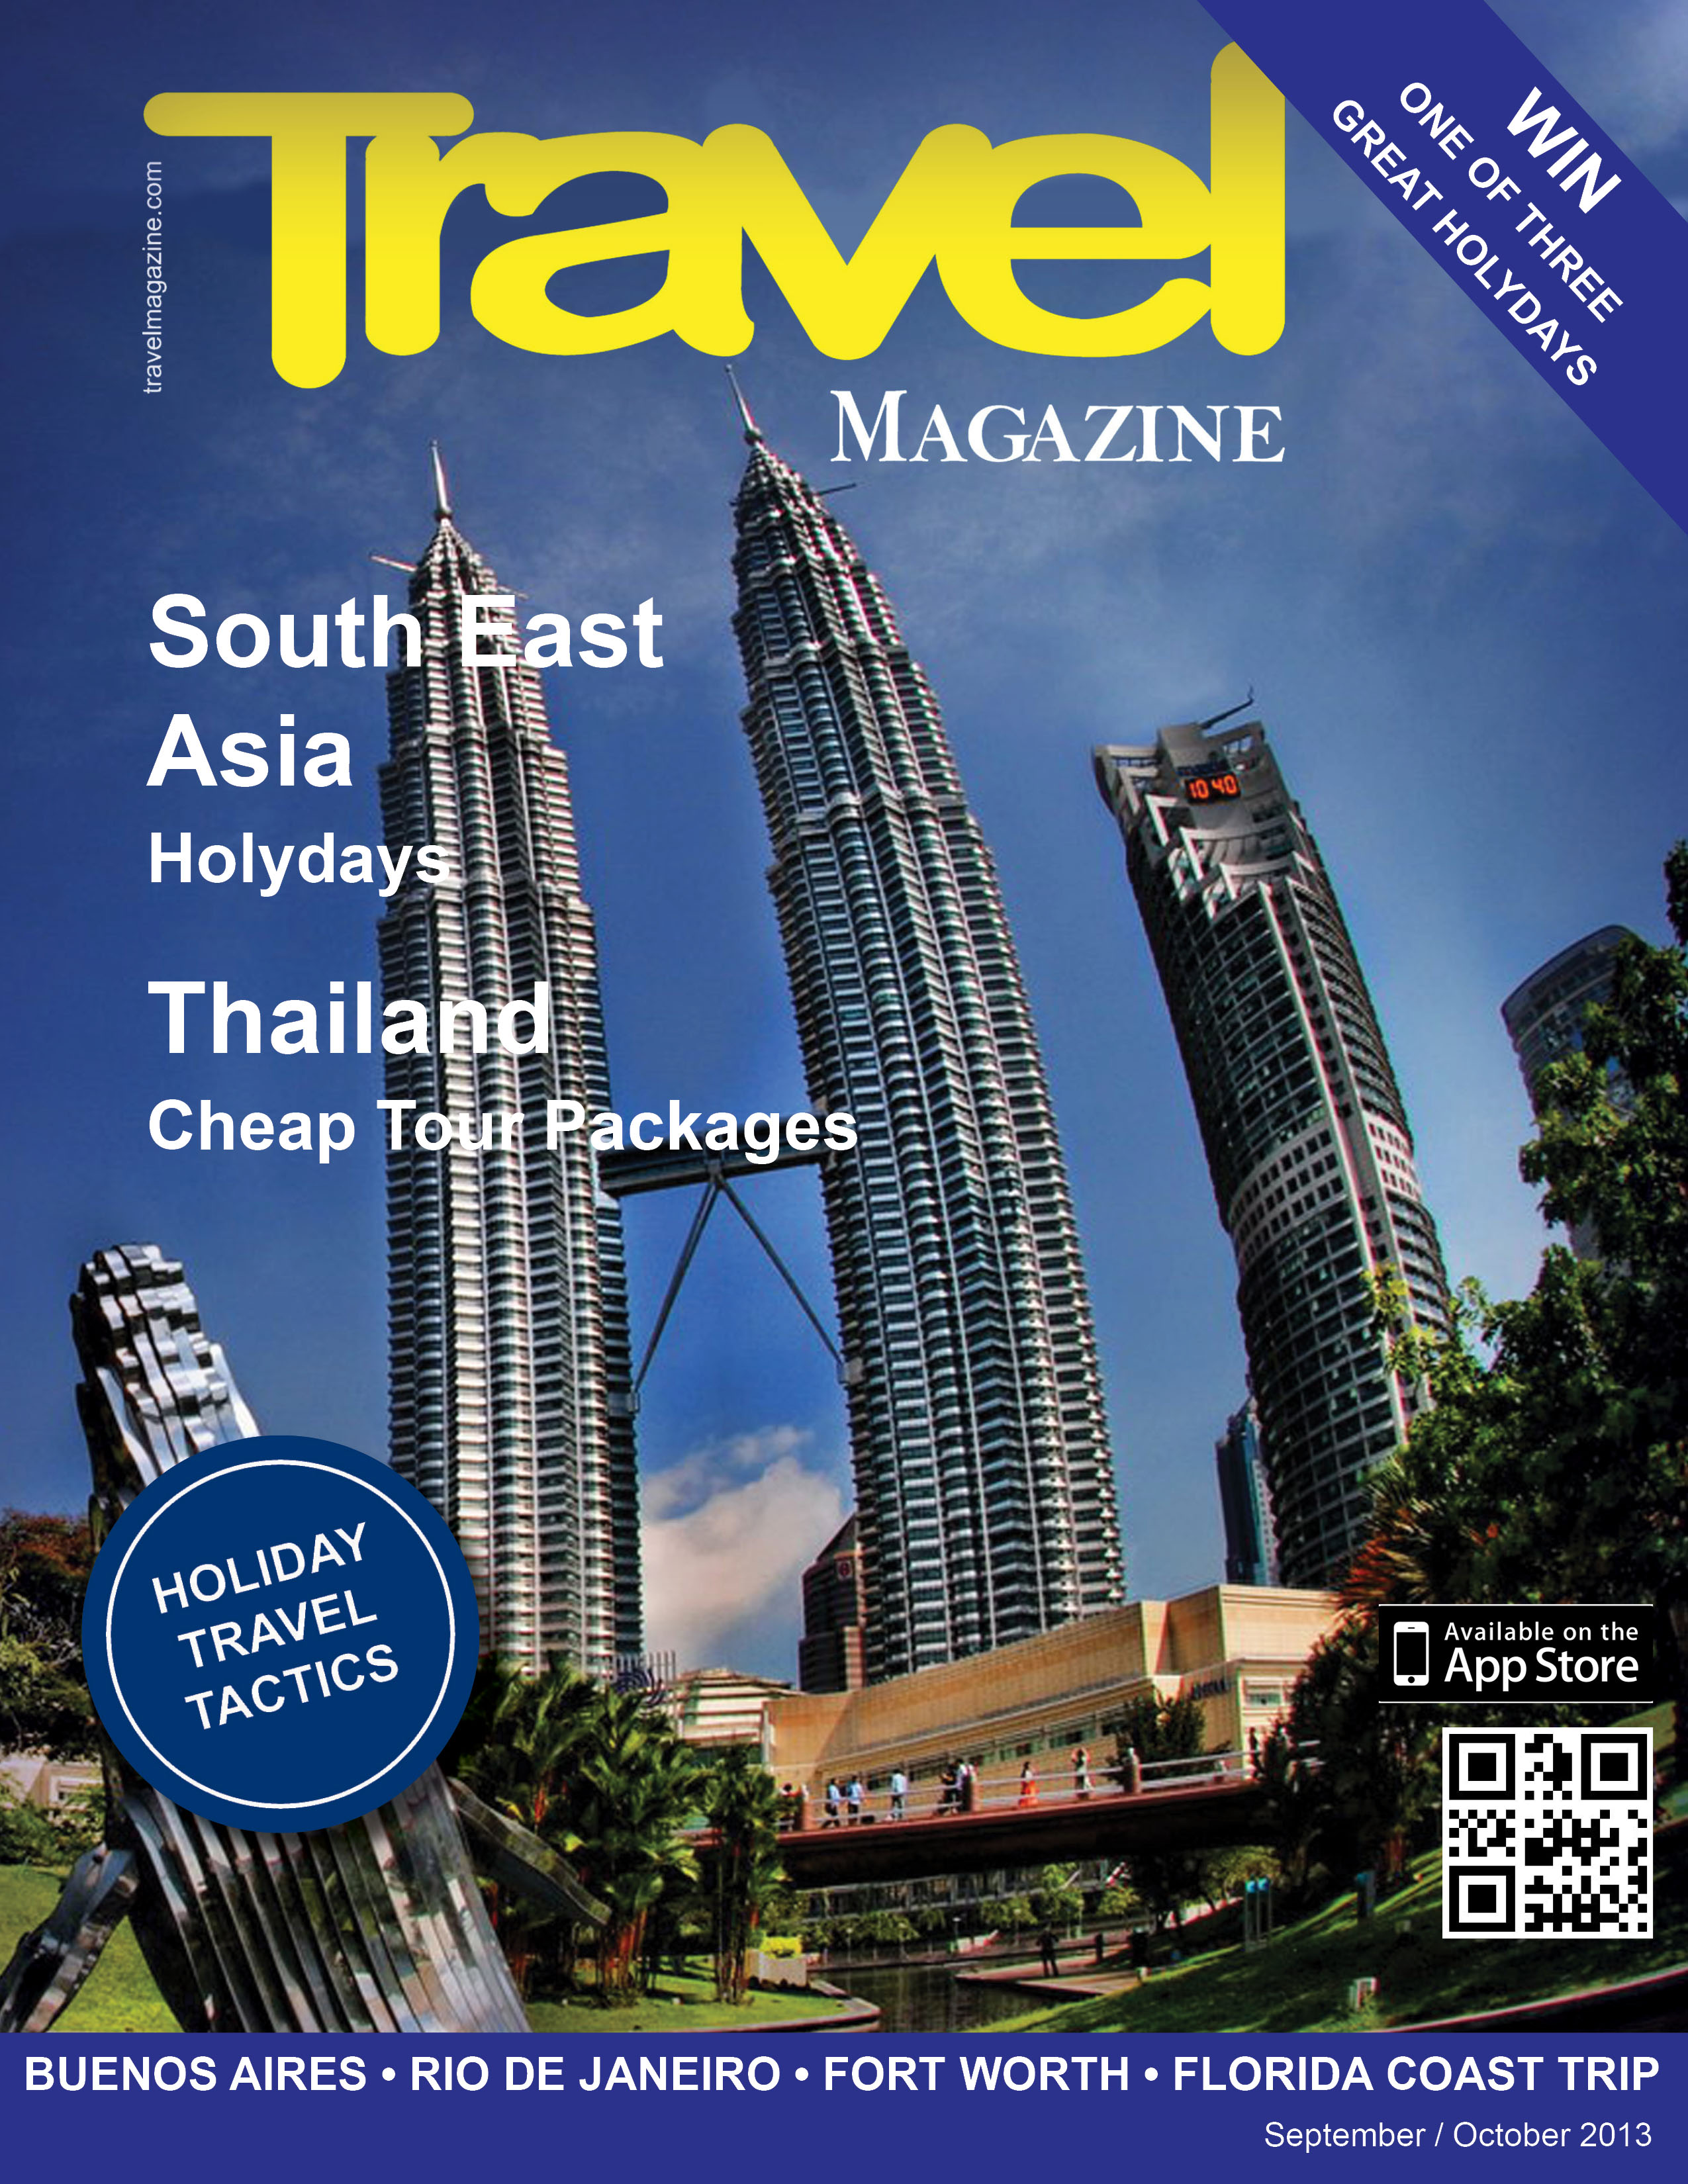 Travel
MAGAZINE
travelmagazine.com
WIN
ONE OF THREE
GREAT HOLYDAYS
South East
Asia
Holydays
Thailand
Cheap Tour Packages
10 40
HOLIDAY
TRAVEL
TACTICS
Available on the
App Store
BUENOS AIRES • RIO DE JANEIRO • FORT WORTH • FLORIDA COAST TRIP
September / October 2013